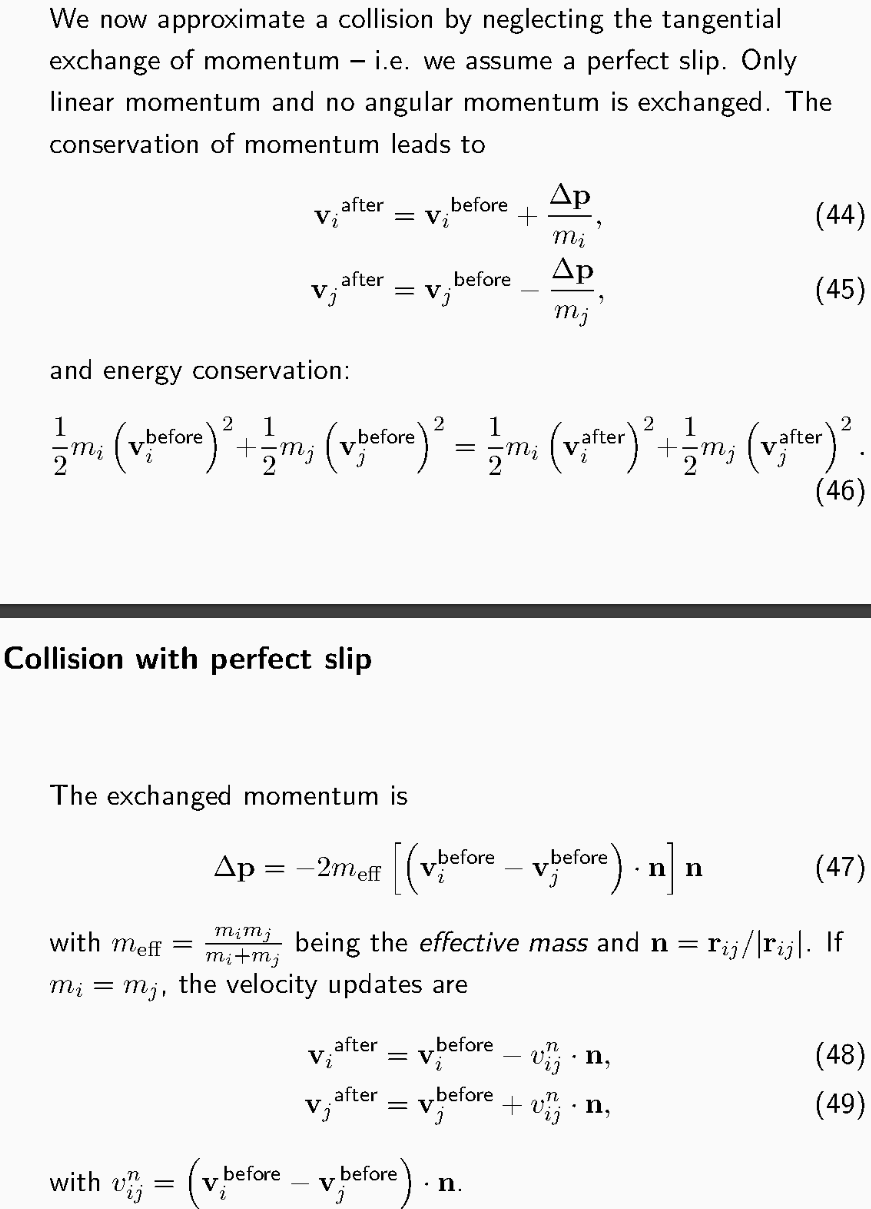 We now approximate a collision by neglecting the tangential
exchange of momentum – i.e. we assume a perfect slip. Only
linear momentum and no angular momentum is exchanged. The
conservation of momentum leads to
$\mathbf{v}_i{}^{\text{after}} = \mathbf{v}_i{}^{\text{before}} + \frac{\Delta \mathbf{p}}{m_i},$ (44)
$\mathbf{v}_j{}^{\text{after}} = \mathbf{v}_j{}^{\text{before}} - \frac{\Delta \mathbf{p}}{m_j},$ (45)
and energy conservation:
$\frac{1}{2} m_i \left( \mathbf{v}_i^{\text{before}} \right)^2 + \frac{1}{2} m_j \left( \mathbf{v}_j^{\text{before}} \right)^2 = \frac{1}{2} m_i \left( \mathbf{v}_i^{\text{after}} \right)^2 + \frac{1}{2} m_j \left( \mathbf{v}_j^{\text{after}} \right)^2 .$
(46)
Collision with perfect slip
The exchanged momentum is
$\Delta \mathbf{p} = -2 m_{\text{eff}} \left[ \left( \mathbf{v}_i^{\text{before}} - \mathbf{v}_j^{\text{before}} \right) \cdot \mathbf{n} \right] \mathbf{n}$ (47)
with $m_{\text{eff}} = \frac{m_i m_j}{m_i + m_j}$ being the effective mass and $\mathbf{n} = \mathbf{r}_{ij} / |\mathbf{r}_{ij}|$. If
$m_i = m_j$, the velocity updates are
$\mathbf{v}_i{}^{\text{after}} = \mathbf{v}_i^{\text{before}} - v_{ij}^n \cdot \mathbf{n},$ (48)
$\mathbf{v}_j{}^{\text{after}} = \mathbf{v}_j^{\text{before}} + v_{ij}^n \cdot \mathbf{n},$ (49)
with $v_{ij}^n = \left( \mathbf{v}_i^{\text{before}} - \mathbf{v}_j^{\text{before}} \right) \cdot \mathbf{n}$.